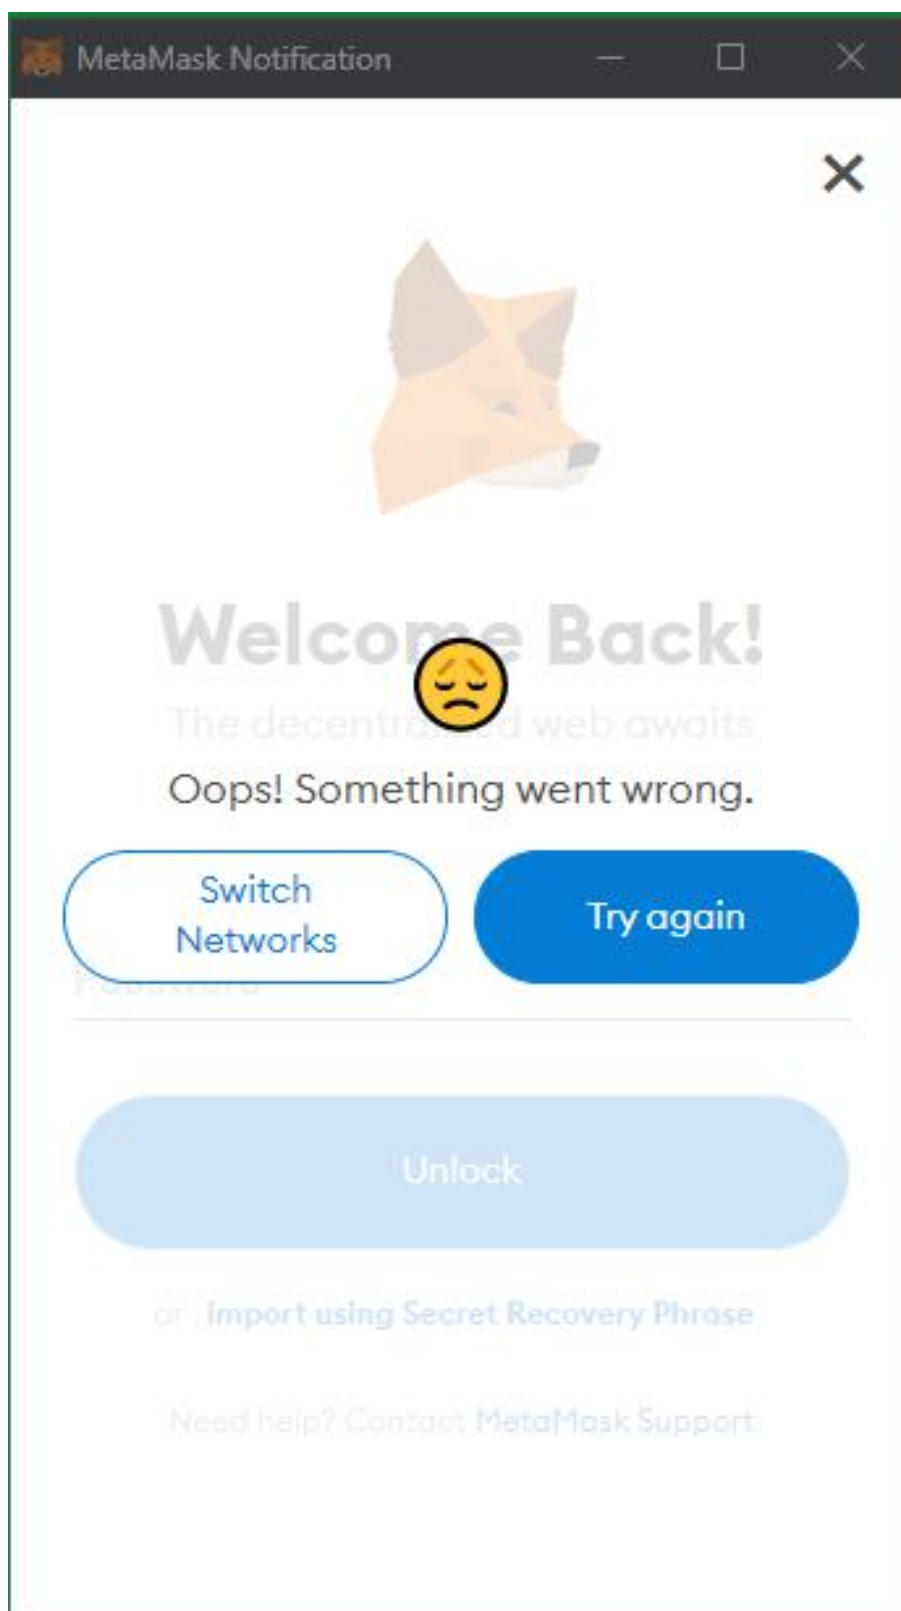 MetaMask Notification
Welcome Back!
The decentralized web awaits
Oops! Something went wrong.
Switch
Networks
Try again
Password
Unlock
or Import using Secret Recovery Phrase
Need help? Contact MetaMask Support